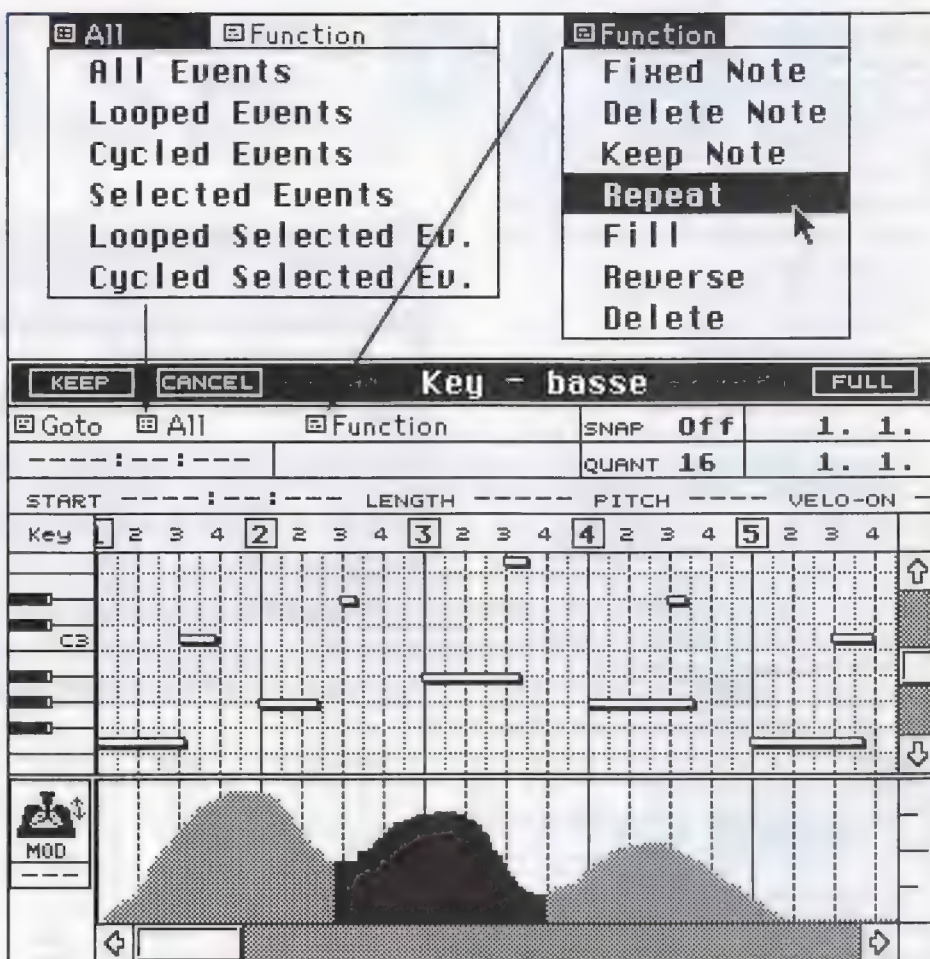 All Function
All Events
Looped Events
Cycled Events
Selected Events
Looped Selected Ev.
Cycled Selected Ev.
Function
Fixed Note
Delete Note
Keep Note
Repeat
Fill
Reverse
Delete
KEEP CANCEL Key - basse FULL
Goto All Function SNAP Off 1. 1.
----:--:--- QUANT 16 1. 1.
START ----:--:--- LENGTH ----- PITCH ---- VELO-ON -
Key 1 2 3 4 2 2 3 4 3 2 3 4 4 2 3 4 5 2 3 4
C3
MOD
---